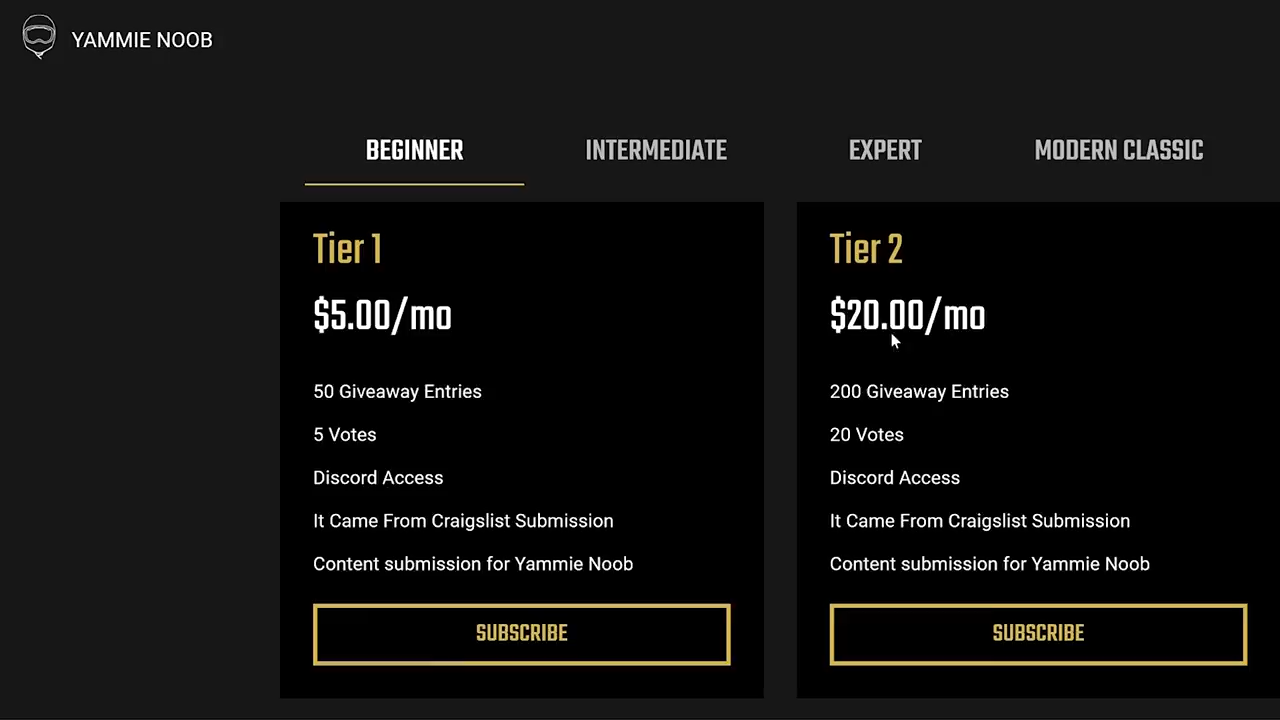 YAMMIE NOOB
BEGINNER
INTERMEDIATE
EXPERT
MODERN CLASSIC
Tier 1
$5.00/mo
50 Giveaway Entries
5 Votes
Discord Access
It Came From Craigslist Submission
Content submission for Yammie Noob
SUBSCRIBE
Tier 2
$20.00/mo
200 Giveaway Entries
20 Votes
Discord Access
It Came From Craigslist Submission
Content submission for Yammie Noob
SUBSCRIBE